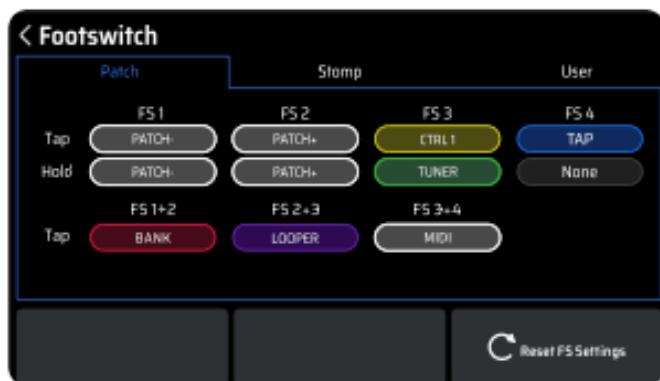 < Footswitch
Patch Stomp User
FS 1 FS 2 FS 3 FS 4
Tap PATCH- PATCH+ CTRL 1 TAP
Hold PATCH- PATCH+ TUNER None
FS 1+2 FS 2+3 FS 3+4
Tap BANK LOOPER MIDI
Reset FS Settings